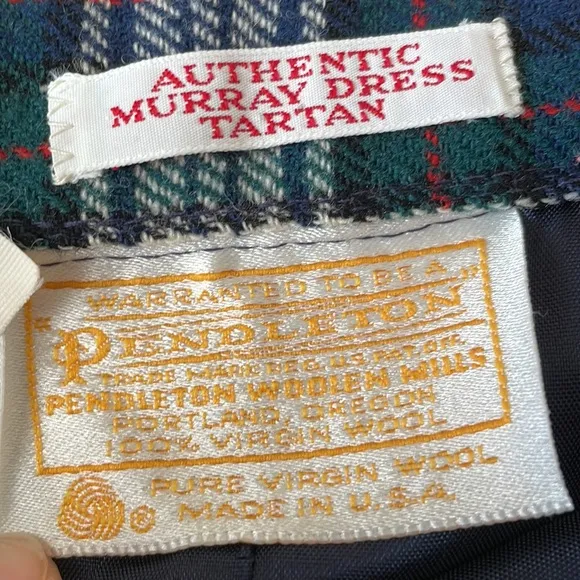 AUTHENTIC
MURRAY DRESS
TARTAN
WARRANTED TO BE A
"PENDLETON"
TRADE MARK REG. U.S. PAT. OFF.
PENDLETON WOOLEN MILLS
PORTLAND, OREGON
100% VIRGIN WOOL
PURE VIRGIN WOOL
® MADE IN U.S.A.